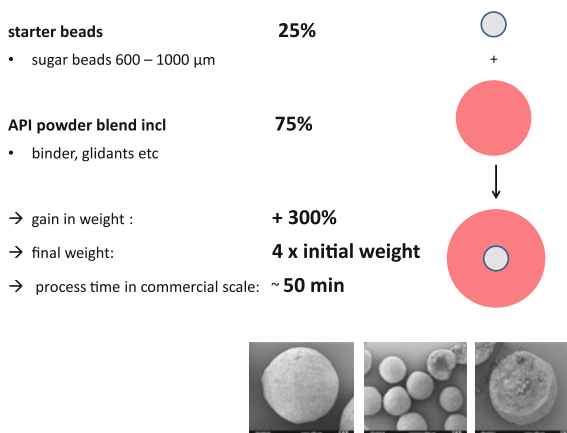 starter beads 25%
• sugar beads 600 – 1000 µm
+
API powder blend incl 75%
• binder, glidants etc
→ gain in weight : + 300%
→ final weight: 4 x initial weight
→ process time in commercial scale: ~ 50 min